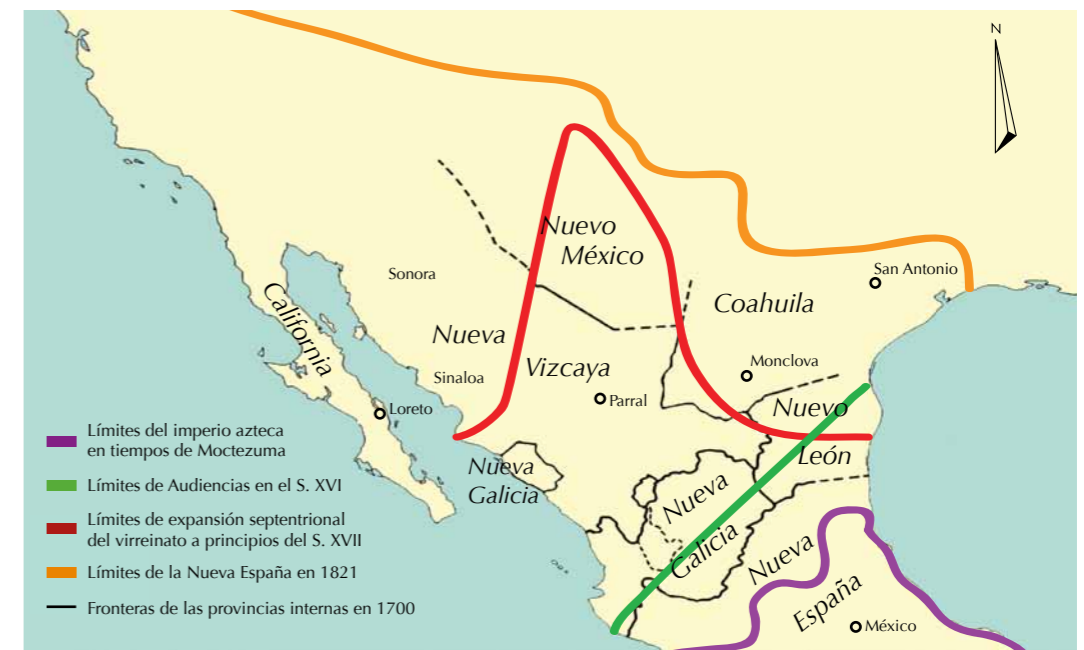 N
Nuevo
México
San Antonio
Sonora
Coahuila
California
Nueva
Vizcaya
Sinaloa
Monclova
Parral
Loreto
Nuevo
León
Nueva
Galicia
Nueva
Galicia
Nueva
España
México
Límites del imperio azteca
en tiempos de Moctezuma
Límites de Audiencias en el S. XVI
Límites de expansión septentrional
del virreinato a principios del S. XVII
Límites de la Nueva España en 1821
Fronteras de las provincias internas en 1700